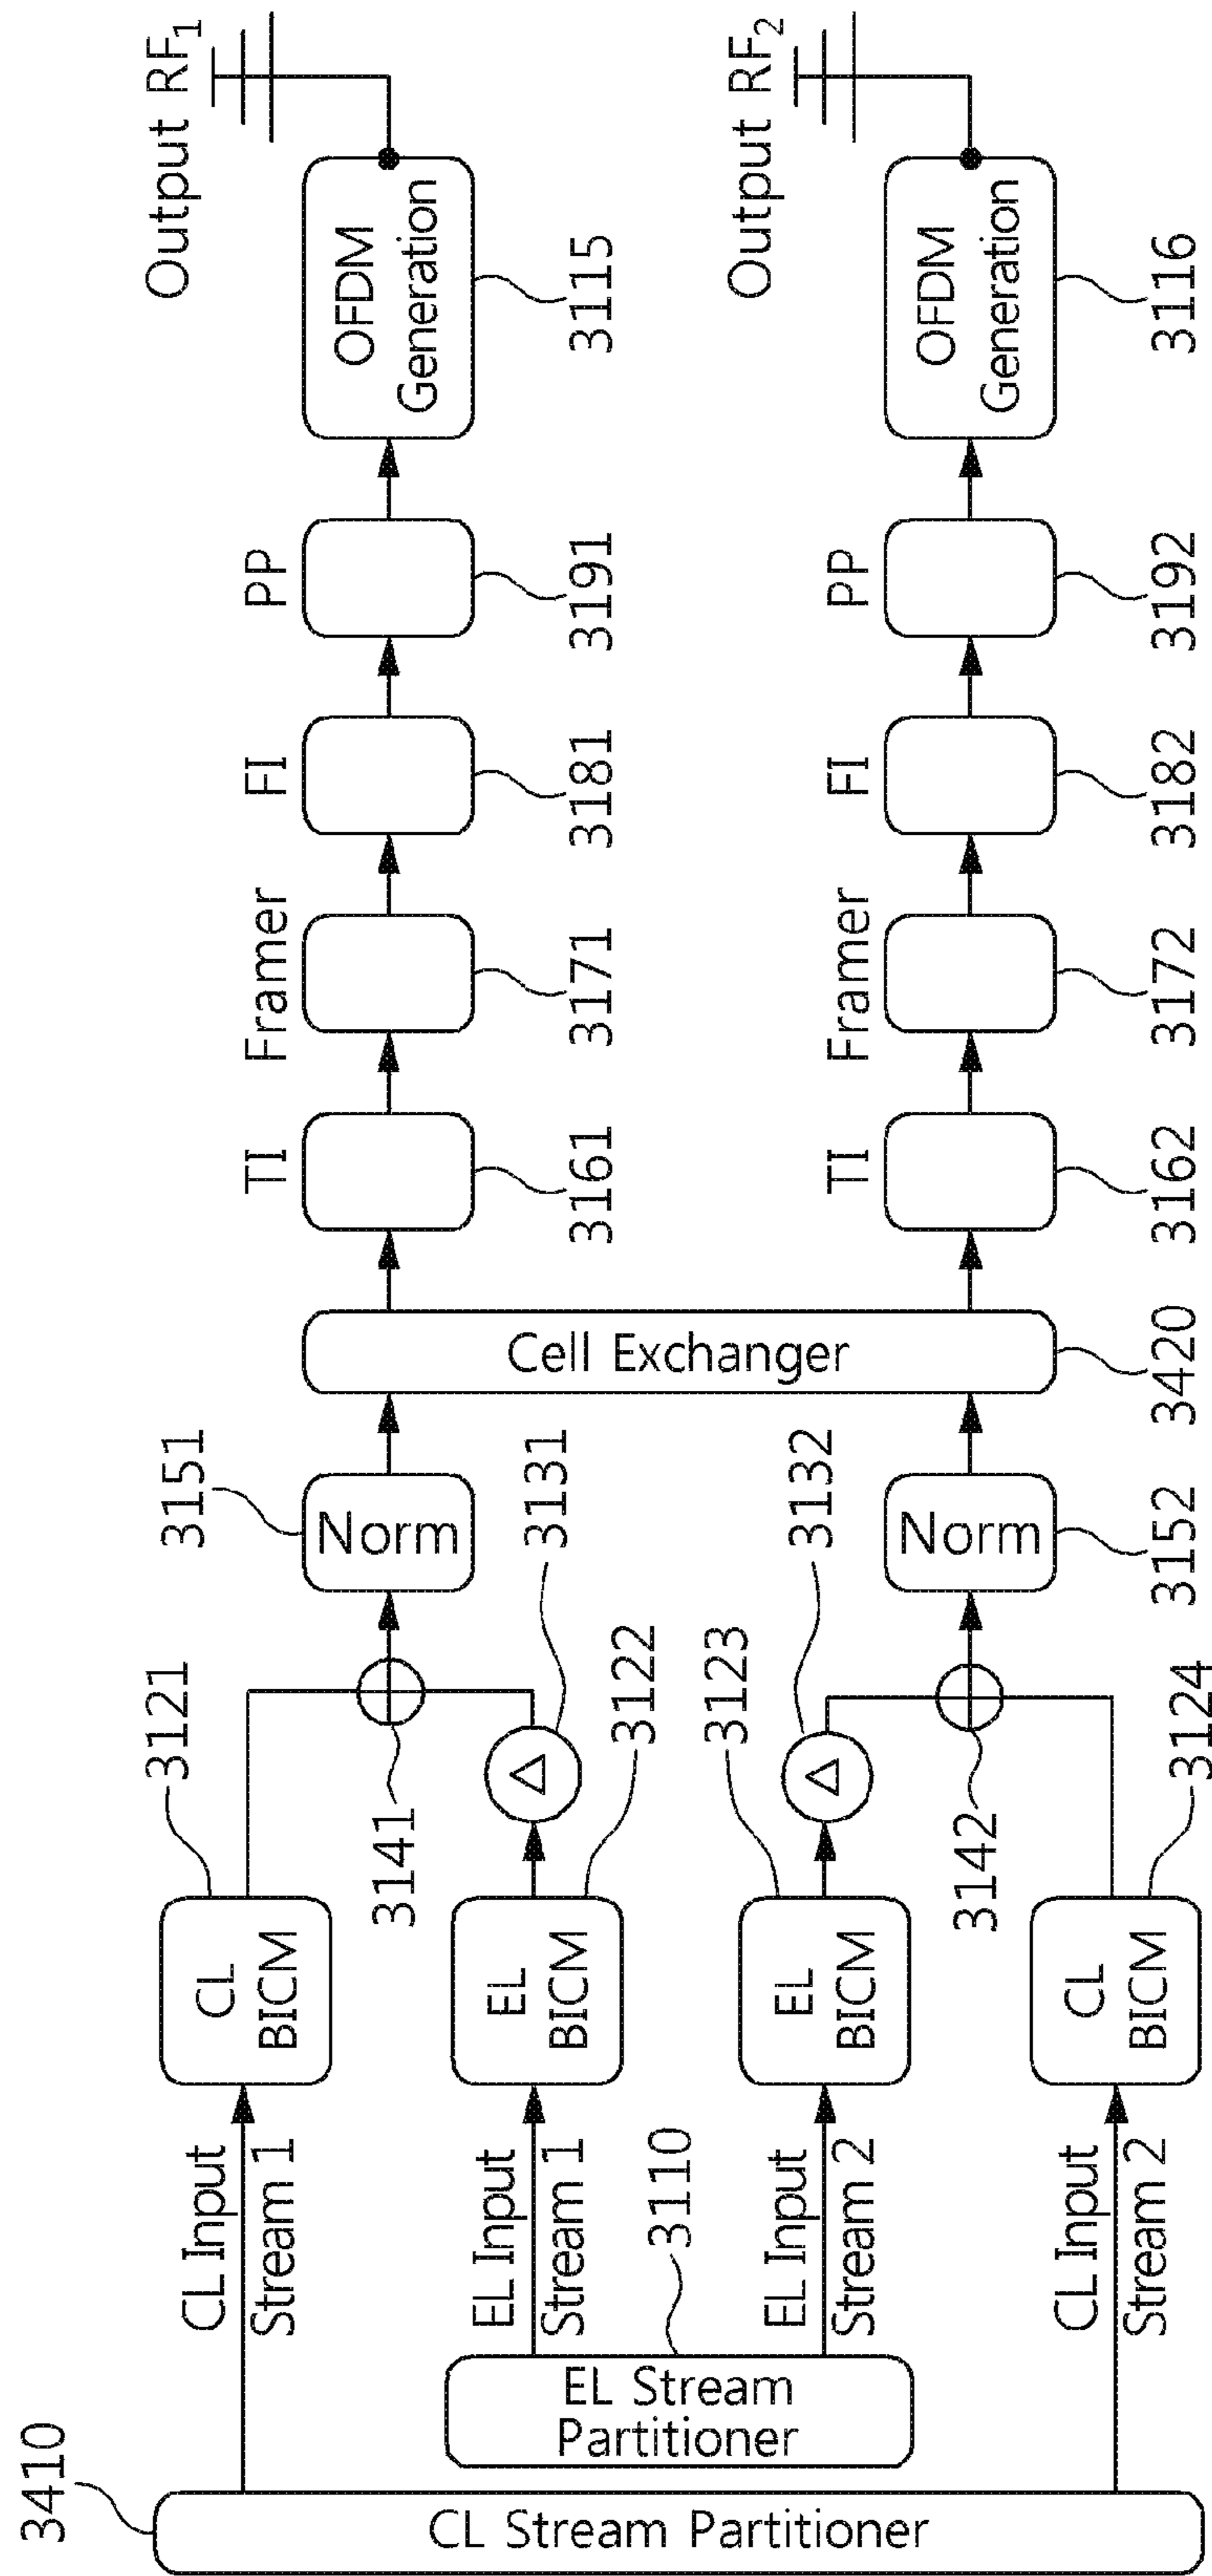 3410
CL Stream Partitioner
EL Stream
Partitioner
3110
CL Input
Stream 1
EL Input
Stream 1
EL Input
Stream 2
CL Input
Stream 2
CL
BICM
3121
EL
BICM
3122
EL
BICM
3123
CL
BICM
3124
3141
Δ
3131
Δ
3132
3142
Norm
3151
Norm
3152
Cell Exchanger
3420
TI
3161
Framer
3171
FI
3181
PP
3191
OFDM
Generation
3115
Output RF1
TI
3162
Framer
3172
FI
3182
PP
3192
OFDM
Generation
3116
Output RF2